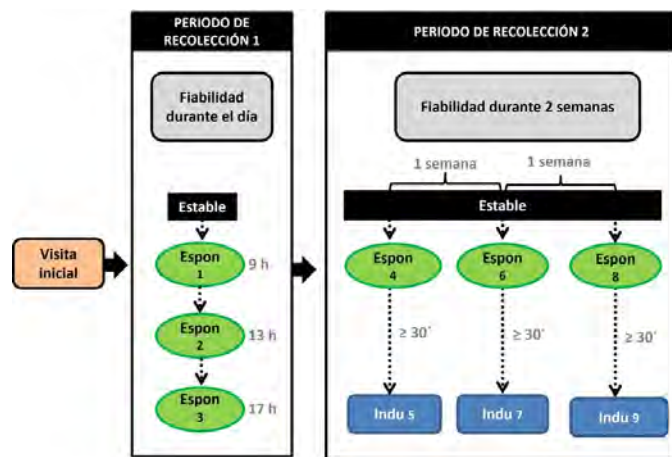 PERIODO DE
RECOLECCIÓN 1
Fiabilidad
durante el día
Estable
Visita
inicial
Espon
1
9 h
Espon
2
13 h
Espon
3
17 h
PERIODO DE RECOLECCIÓN 2
Fiabilidad durante 2 semanas
1 semana
1 semana
Estable
Espon
4
Espon
6
Espon
8
≥ 30´
≥ 30´
≥ 30´
Indu 5
Indu 7
Indu 9